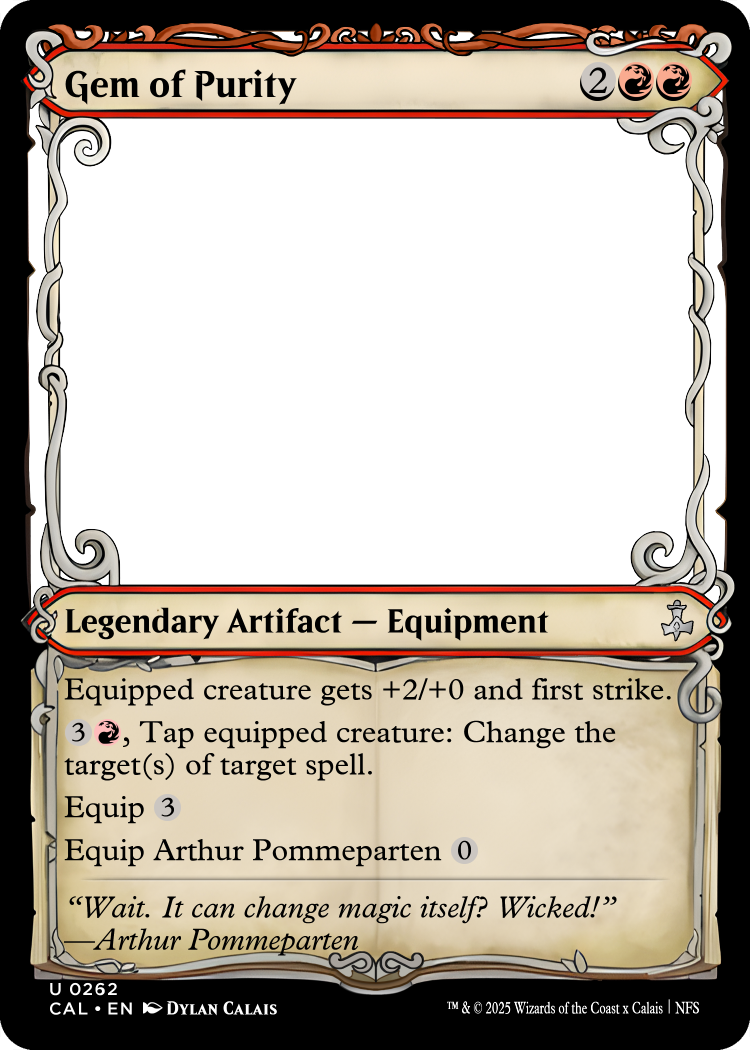 Gem of Purity 2
Legendary Artifact — Equipment
Equipped creature gets +2/+0 and first strike.
3, Tap equipped creature: Change the
target(s) of target spell.
Equip 3
Equip Arthur Pommeparten 0
“Wait. It can change magic itself? Wicked!”
—Arthur Pommeparten
U 0262
CAL • EN Dylan Calais ™ & © 2025 Wizards of the Coast x Calais | NFS